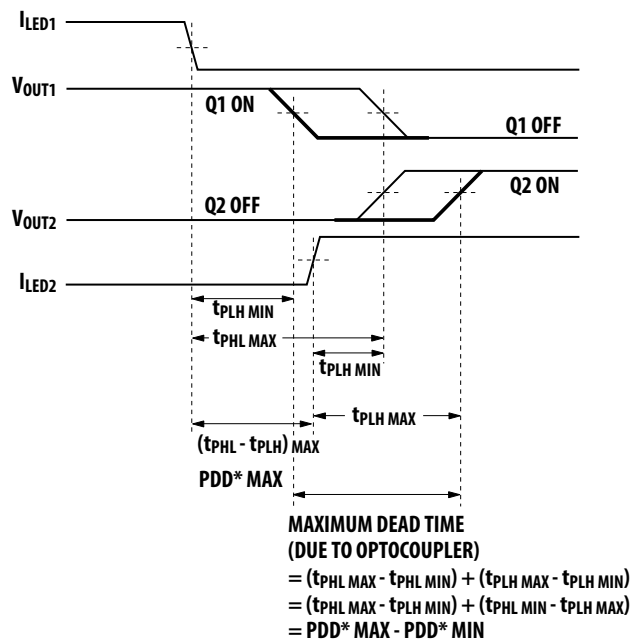 ILED1
VOUT1
Q1 ON
Q1 OFF
Q2 OFF
Q2 ON
VOUT2
ILED2
tPLH MIN
tPHL MAX
tPLH MIN
tPLH MAX
(tPHL - tPLH) MAX
PDD* MAX
MAXIMUM DEAD TIME
(DUE TO OPTOCOUPLER)
= (tPHL MAX - tPHL MIN) + (tPLH MAX - tPLH MIN)
= (tPHL MAX - tPLH MIN) + (tPHL MIN - tPLH MAX)
= PDD* MAX - PDD* MIN